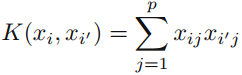 K(x_i, x_{i'}) = \sum_{j=1}^{p} x_{ij} x_{i'j}